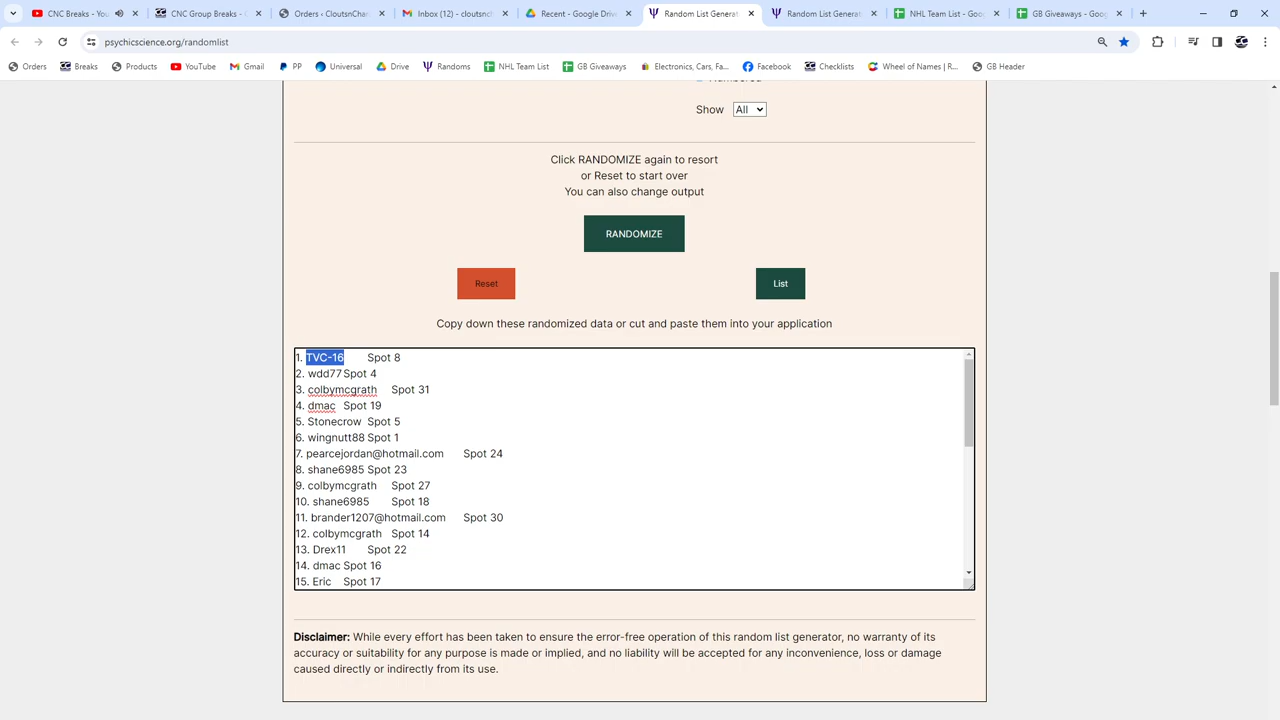 CNC Breaks - You
CNC Group Breaks - C
Orders ‹ CloutsnCha
Inbox (12) - cloutsncl
Recent - Google Driv
Random List Genera
Random List Generat
NHL Team List - Goo
GB Giveaways - Goog
psychicscience.org/randomlist
Orders
Breaks
Products
YouTube
Gmail
PP
Universal
Drive
Randoms
NHL Team List
GB Giveaways
Electronics, Cars, Fa...
Facebook
Checklists
Wheel of Names | R...
GB Header
Numbered
Show All
Click RANDOMIZE again to resort
or Reset to start over
You can also change output
RANDOMIZE
Reset
List
Copy down these randomized data or cut and paste them into your application
1. TVC-16 Spot 8
2. wdd77 Spot 4
3. colbymcgrath Spot 31
4. dmac Spot 19
5. Stonecrow Spot 5
6. wingnutt88 Spot 1
7. pearcejordan@hotmail.com Spot 24
8. shane6985 Spot 23
9. colbymcgrath Spot 27
10. shane6985 Spot 18
11. brander1207@hotmail.com Spot 30
12. colbymcgrath Spot 14
13. Drex11 Spot 22
14. dmac Spot 16
15. Eric Spot 17
Disclaimer: While every effort has been taken to ensure the error-free operation of this random list generator, no warranty of its
accuracy or suitability for any purpose is made or implied, and no liability will be accepted for any inconvenience, loss or damage
caused directly or indirectly from its use.